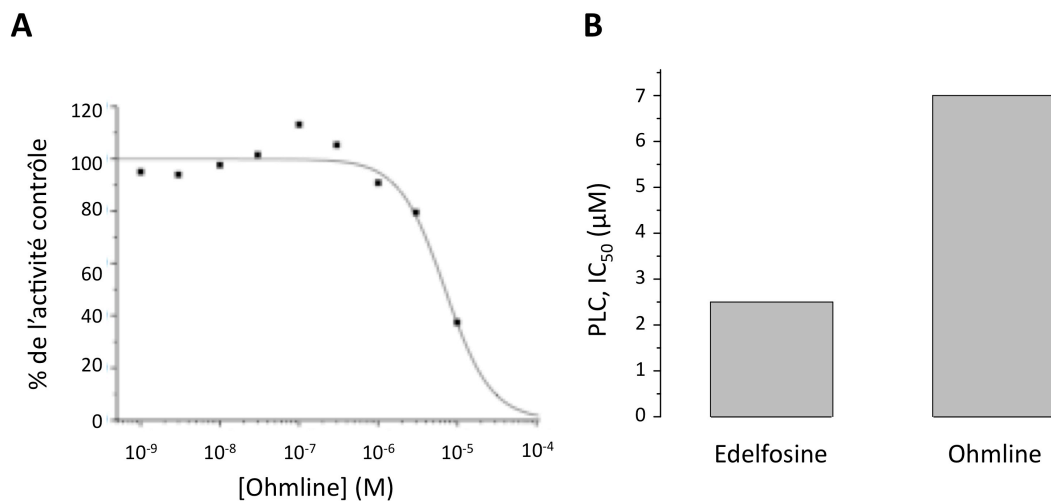 A
% de l'activité contrôle
120
100
80
60
40
20
0
10⁻⁹ 10⁻⁸ 10⁻⁷ 10⁻⁶ 10⁻⁵ 10⁻⁴
[Ohmline] (M)
B
PLC, IC₅₀ (µM)
7
6
5
4
3
2
1
0
Edelfosine Ohmline